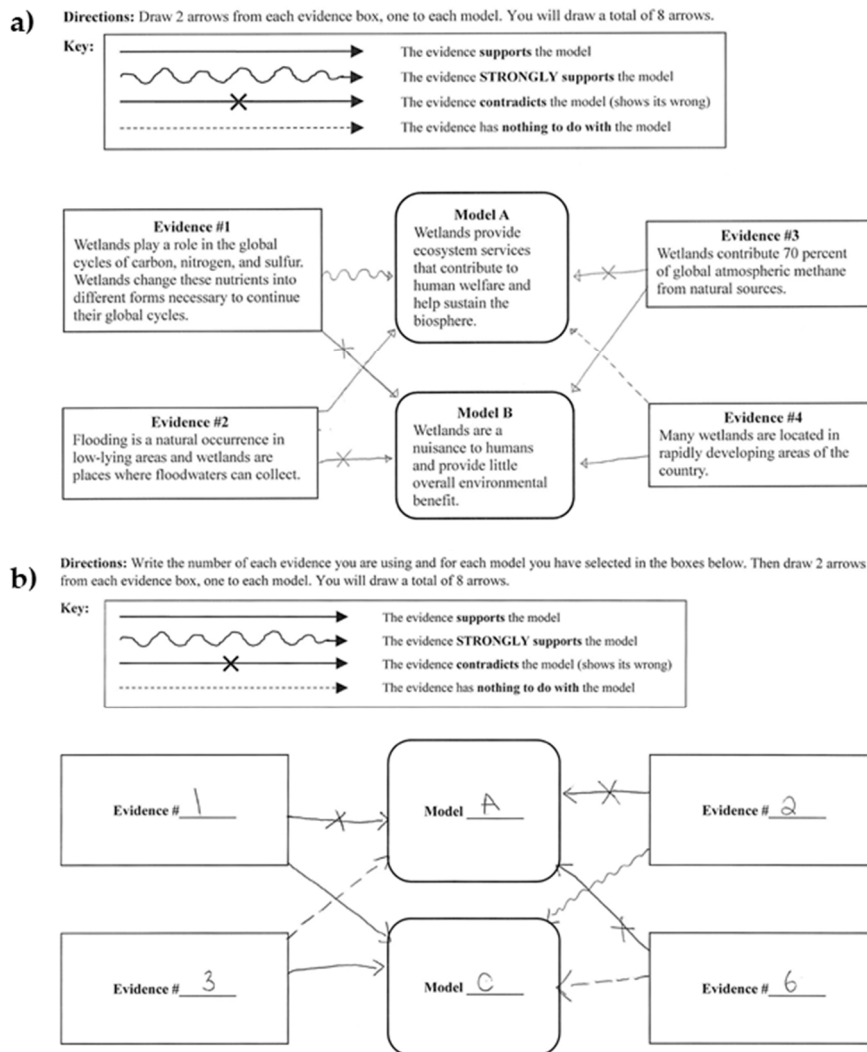 a)
Directions: Draw 2 arrows from each evidence box, one to each model. You will draw a total of 8 arrows.
Key:
The evidence supports the model
The evidence STRONGLY supports the model
The evidence contradicts the model (shows its wrong)
The evidence has nothing to do with the model
Evidence #1
Wetlands play a role in the global
cycles of carbon, nitrogen, and sulfur.
Wetlands change these nutrients into
different forms necessary to continue
their global cycles.
Model A
Wetlands provide
ecosystem services
that contribute to
human welfare and
help sustain the
biosphere.
Evidence #3
Wetlands contribute 70 percent
of global atmospheric methane
from natural sources.
Evidence #2
Flooding is a natural occurrence in
low-lying areas and wetlands are
places where floodwaters can collect.
Model B
Wetlands are a
nuisance to humans
and provide little
overall environmental
benefit.
Evidence #4
Many wetlands are located in
rapidly developing areas of the
country.
b)
Directions: Write the number of each evidence you are using and for each model you have selected in the boxes below. Then draw 2 arrows
from each evidence box, one to each model. You will draw a total of 8 arrows.
Key:
The evidence supports the model
The evidence STRONGLY supports the model
The evidence contradicts the model (shows its wrong)
The evidence has nothing to do with the model
Evidence # 1
Model A
Evidence # 2
Evidence # 3
Model C
Evidence # 6